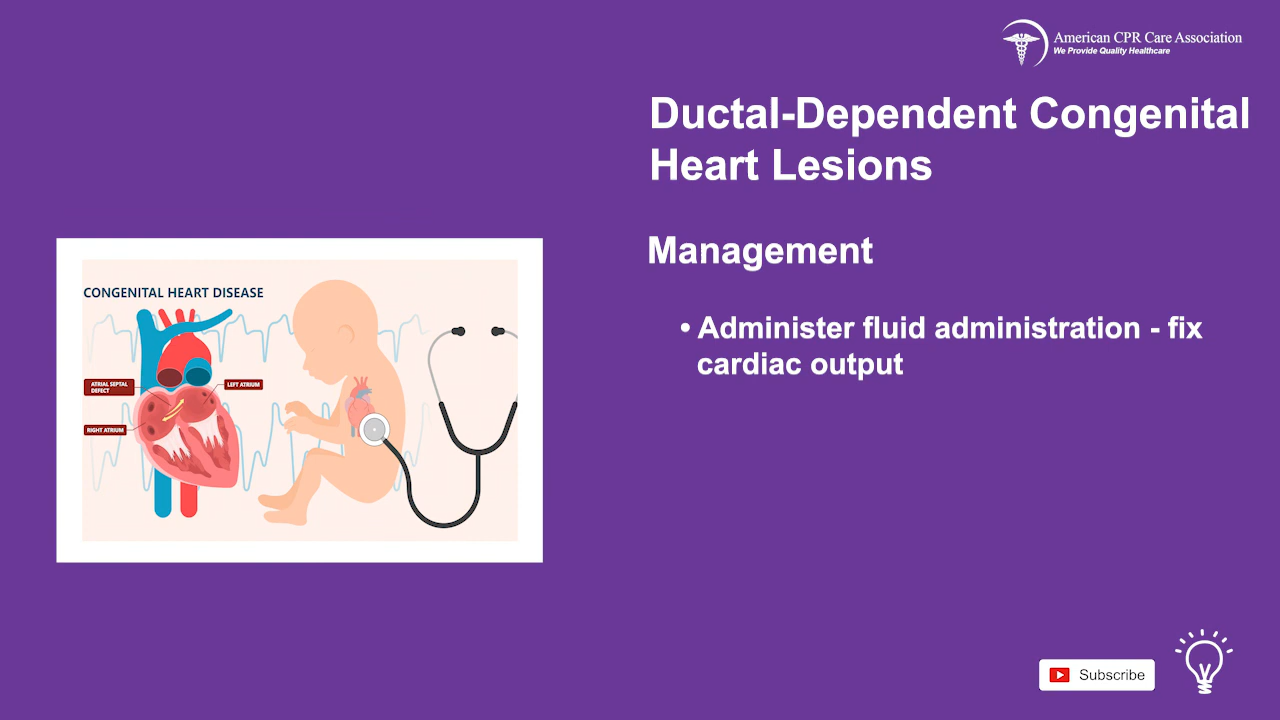 American CPR Care Association
We Provide Quality Healthcare
Ductal-Dependent Congenital
Heart Lesions
Management
• Administer fluid administration - fix
cardiac output
CONGENITAL HEART DISEASE
ATRIAL SEPTAL
DEFECT
LEFT ATRIUM
RIGHT ATRIUM
Subscribe